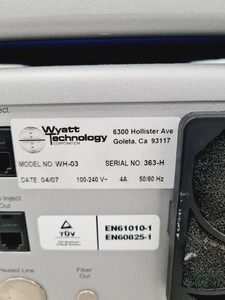 Wyatt
Technology
CORPORATION
6300 Hollister Ave
Goleta, Ca 93117
MODEL NO: WH-03
SERIAL NO: 363-H
DATE: 04/07
100-240 V~
4A
50/60 Hz
Inject
Out
TÜV
EN61010-1
EN60825-1
Heated Line
Out